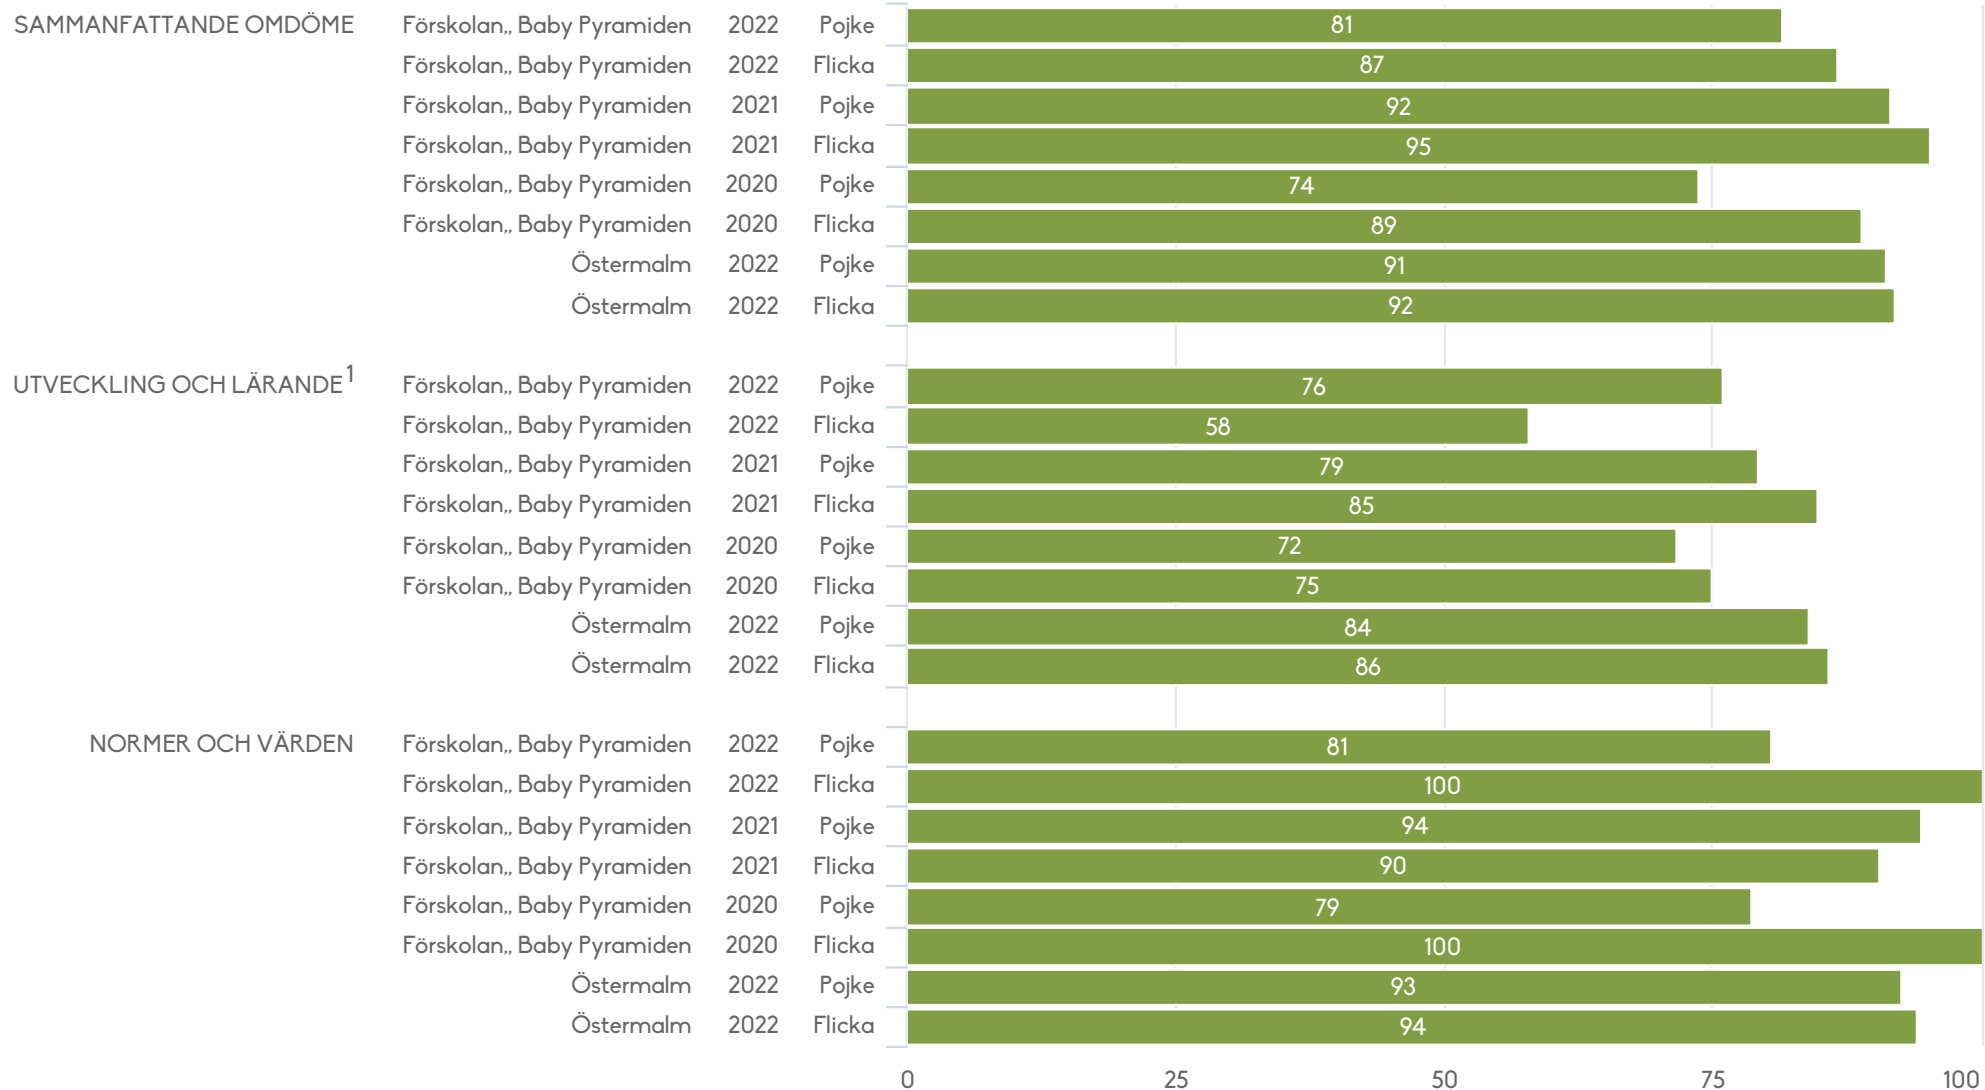 SAMMANFATTANDE OMDÖME Förskolan,, Baby Pyramiden 2022 Pojke 81
Förskolan,, Baby Pyramiden 2022 Flicka 87
Förskolan,, Baby Pyramiden 2021 Pojke 92
Förskolan,, Baby Pyramiden 2021 Flicka 95
Förskolan,, Baby Pyramiden 2020 Pojke 74
Förskolan,, Baby Pyramiden 2020 Flicka 89
Östermalm 2022 Pojke 91
Östermalm 2022 Flicka 92
UTVECKLING OCH LÄRANDE¹ Förskolan,, Baby Pyramiden 2022 Pojke 76
Förskolan,, Baby Pyramiden 2022 Flicka 58
Förskolan,, Baby Pyramiden 2021 Pojke 79
Förskolan,, Baby Pyramiden 2021 Flicka 85
Förskolan,, Baby Pyramiden 2020 Pojke 72
Förskolan,, Baby Pyramiden 2020 Flicka 75
Östermalm 2022 Pojke 84
Östermalm 2022 Flicka 86
NORMER OCH VÄRDEN Förskolan,, Baby Pyramiden 2022 Pojke 81
Förskolan,, Baby Pyramiden 2022 Flicka 100
Förskolan,, Baby Pyramiden 2021 Pojke 94
Förskolan,, Baby Pyramiden 2021 Flicka 90
Förskolan,, Baby Pyramiden 2020 Pojke 79
Förskolan,, Baby Pyramiden 2020 Flicka 100
Östermalm 2022 Pojke 93
Östermalm 2022 Flicka 94
0 25 50 75 100